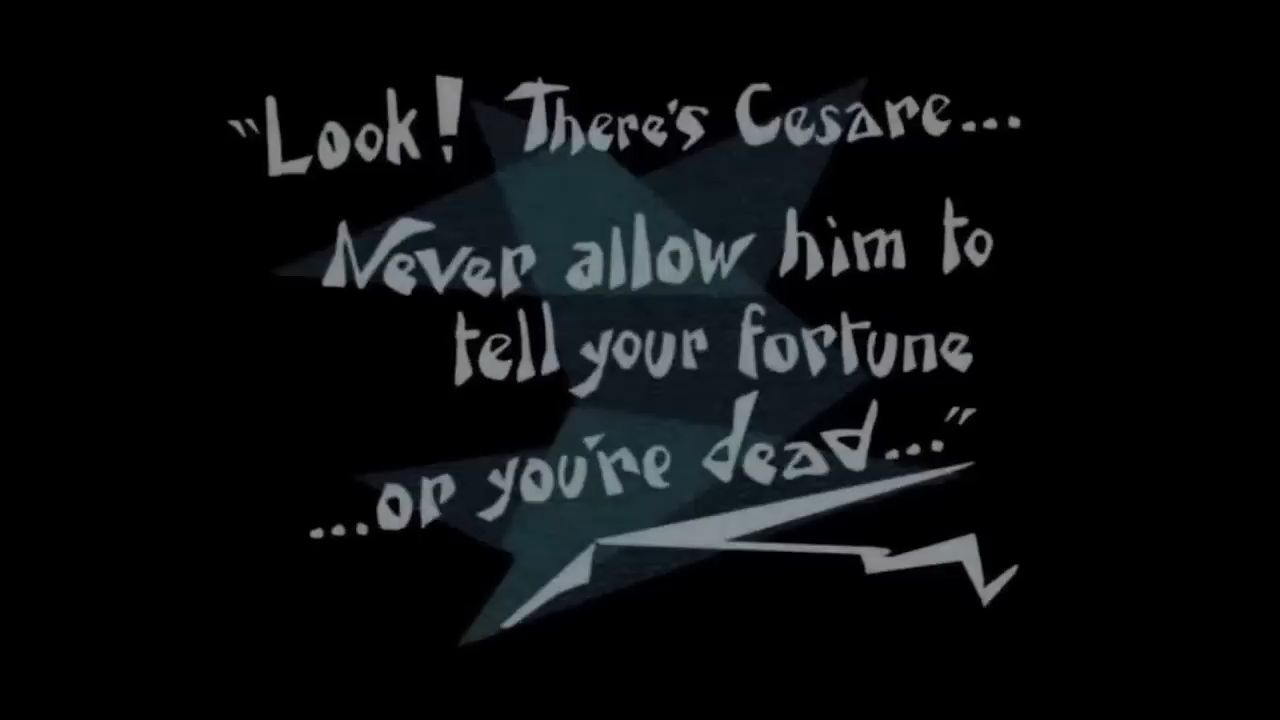 “Look! There's Cesare...
Never allow him to
tell your fortune
...or you're dead...”